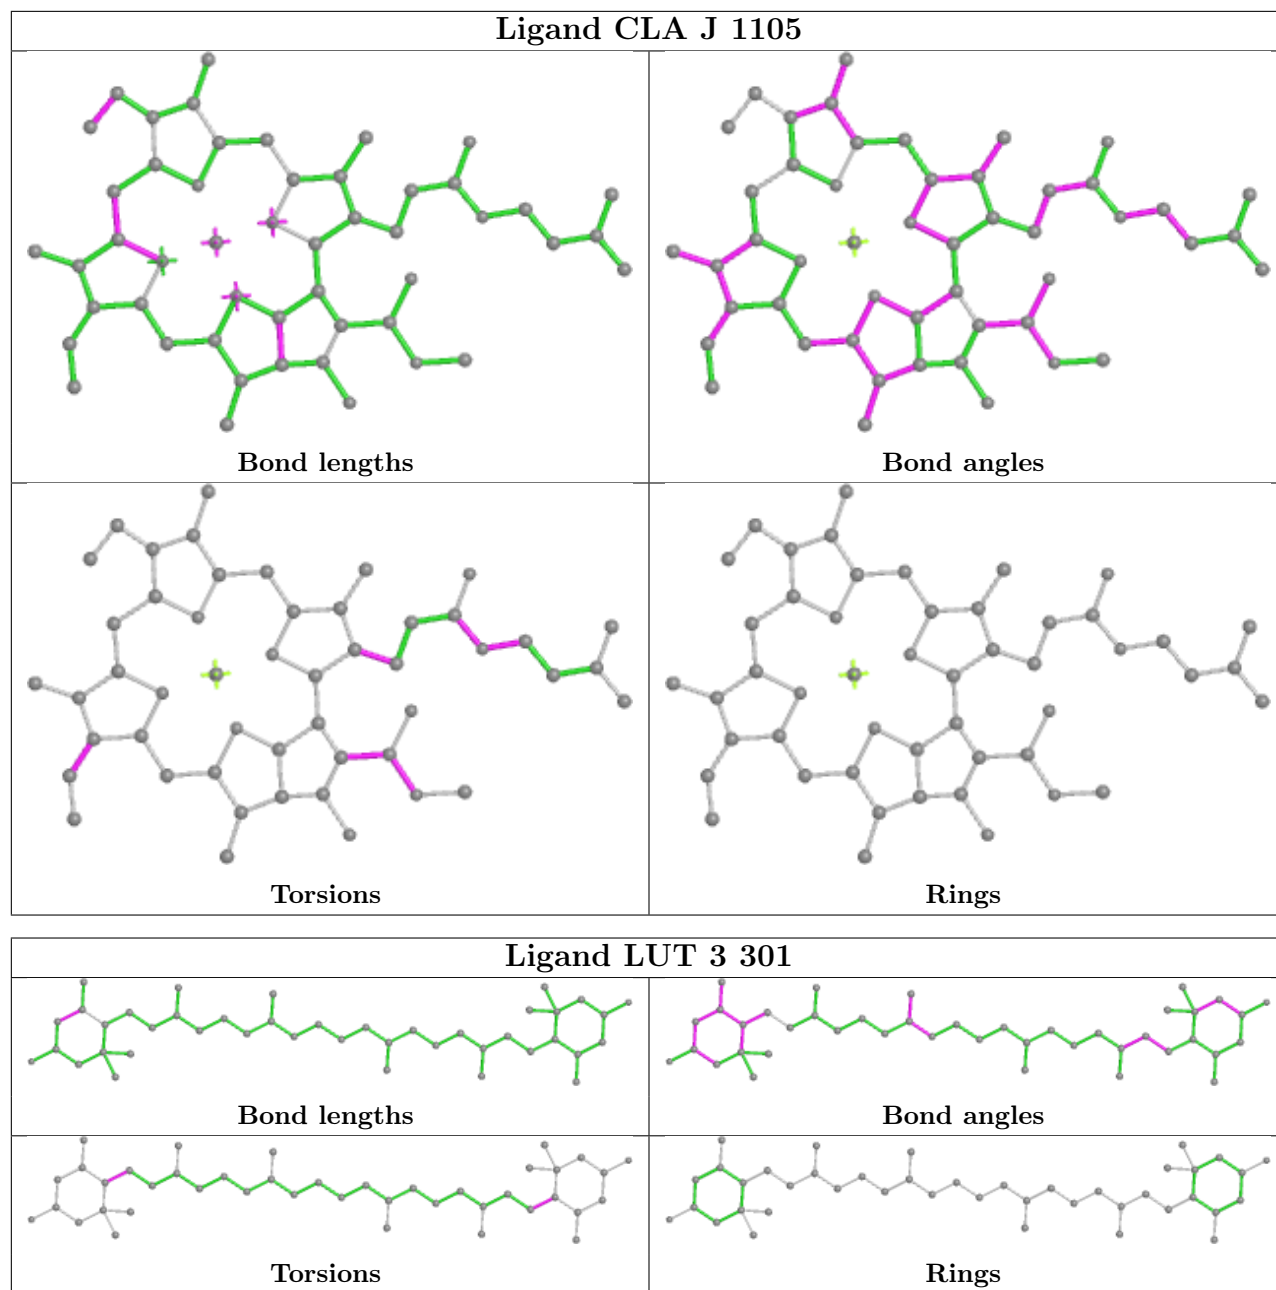 Ligand CLA J 1105
Bond lengths
Bond angles
Torsions
Rings
Ligand LUT 3 301
Bond lengths
Bond angles
Torsions
Rings